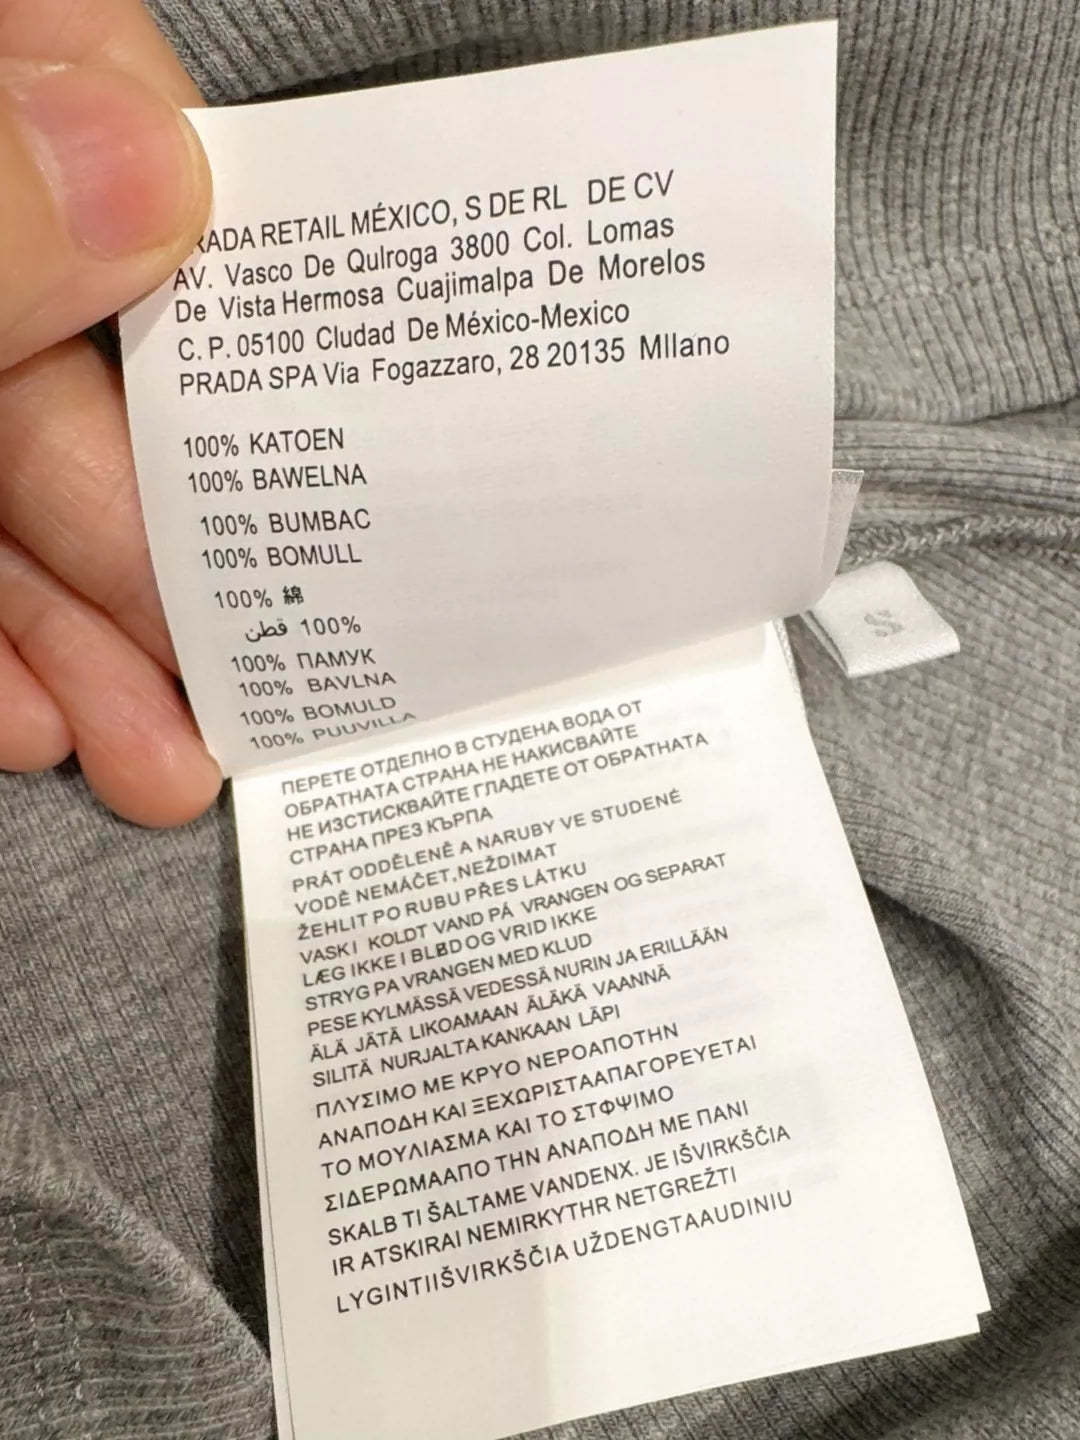 RADA RETAIL MÉXICO, S DE RL DE CV
AV. Vasco De Qulroga 3800 Col. Lomas
De Vista Hermosa Cuajimalpa De Morelos
C. P. 05100 Cludad De México-Mexico
PRADA SPA Via Fogazzaro, 28 20135 Mllano
100% KATOEN
100% BAWELNA
100% BUMBAC
100% BOMULL
100% 綿
100% قطن
100% ПАМУК
100% BAVLNA
100% BOMULD
100% PUUVILLA
S
ПЕРЕТЕ ОТДЕЛНО В СТУДЕНА ВОДА ОТ
ОБРАТНАТА СТРАНА НЕ НАКИСВАЙТЕ
НЕ ИЗСТИСКВАЙТЕ ГЛАДЕТЕ ОТ ОБРАТНАТА
СТРАНА ПРЕЗ КЪРПА
PRÁT ODDĚLENĚ A NARUBY VE STUDENÉ
VODĚ NEMÁČET,NEŽDIMAT
ŽEHLIT PO RUBU PŘES LÁTKU
VASKI KOLDT VAND PÁ VRANGEN OG SEPARAT
LÆG IKKE I BLØD OG VRID IKKE
STRYG PA VRANGEN MED KLUD
PESE KYLMÄSSÄ VEDESSÄ NURIN JA ERILLÄÄN
ÄLÄ JÄTÄ LIKOAMAAN ÄLÄKÄ VAANNÄ
SILITÄ NURJALTA KANKAAN LÄPI
ΠΛΥΣΙΜΟ ΜΕ ΚΡΥΟ ΝΕΡΟΑΠΟΤΗΝ
ΑΝΑΠΟΔΗ ΚΑΙ ΞΕΧΩΡΙΣΤΑΑΠΑΓΟΡΕΥΕΤΑΙ
ΤΟ ΜΟΥΛΙΑΣΜΑ ΚΑΙ ΤΟ ΣΤΦΨΙΜΟ
ΣΙΔΕΡΩΜΑΑΠΟ ΤΗΝ ΑΝΑΠΟΔΗ ΜΕ ΠΑΝΙ
SKALB TI ŠALTAME VANDENX. JE IŠVIRKŠČIA
IR ATSKIRAI NEMIRKYTHR NETGREŽTI
LYGINTIIŠVIRKŠČIA UŽDENGTAAUDINIU